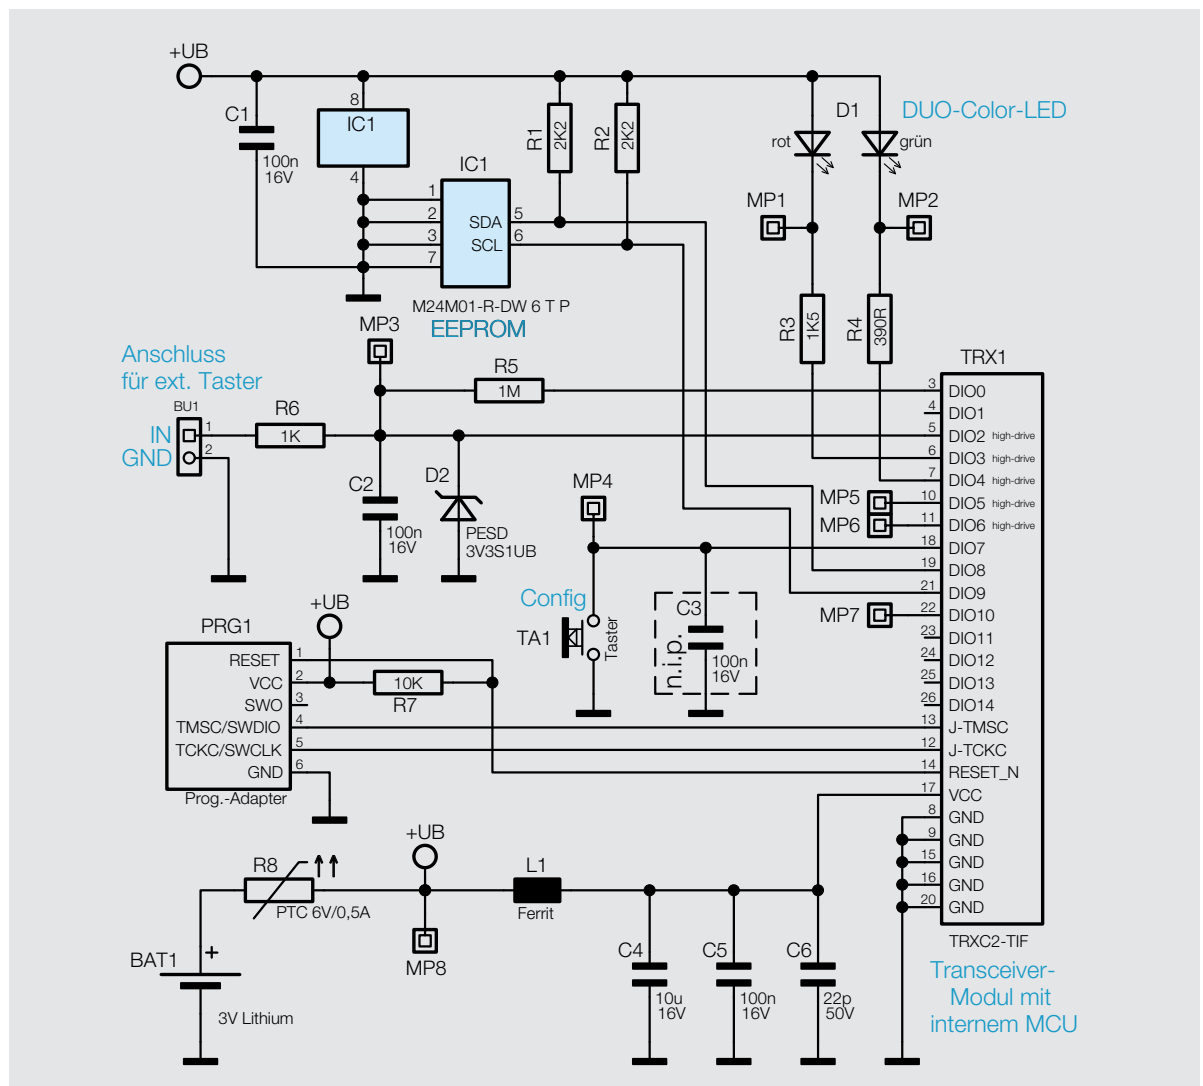 +UB
C1
100n
16V
8
IC1
4
IC1
1
2
3
7
SDA
SCL
5
6
M24M01-R-DW 6 T P
EEPROM
R1
2K2
R2
2K2
D1
DUO-Color-LED
rot
grün
MP1
MP2
R3
1K5
R4
390R
MP3
Anschluss
für ext. Taster
BU1
IN
GND
1
2
R6
1K
R5
1M
C2
100n
16V
D2
PESD
3V3S1UB
MP4
Config
TA1
Taster
n.i.p.
C3
100n
16V
MP5
MP6
MP7
TRX1
3 DIO0
4 DIO1
5 DIO2 high-drive
6 DIO3 high-drive
7 DIO4 high-drive
10 DIO5 high-drive
11 DIO6 high-drive
18 DIO7
19 DIO8
21 DIO9
22 DIO10
23 DIO11
24 DIO12
25 DIO13
26 DIO14
13 J-TMSC
12 J-TCKC
14 RESET_N
17 VCC
8 GND
9 GND
15 GND
16 GND
20 GND
TRXC2-TIF
Transceiver-
Modul mit
internem MCU
+UB
PRG1
RESET 1
VCC 2
SWO 3
TMSC/SWDIO 4
TCKC/SWCLK 5
GND 6
Prog.-Adapter
10K
R7
+UB
R8
PTC 6V/0,5A
MP8
L1
Ferrit
BAT1
+
3V Lithium
C4
10u
16V
C5
100n
16V
C6
22p
50V